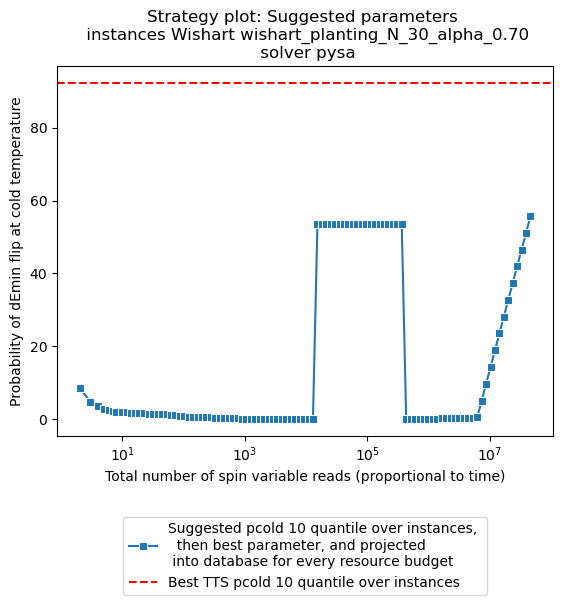 Strategy plot: Suggested parameters
instances Wishart wishart_planting_N_30_alpha_0.70
solver pysa
Probability of dEmin flip at cold temperature
80
60
40
20
0
10^1
10^3
10^5
10^7
Total number of spin variable reads (proportional to time)
Suggested pcold 10 quantile over instances,
then best parameter, and projected
into database for every resource budget
Best TTS pcold 10 quantile over instances